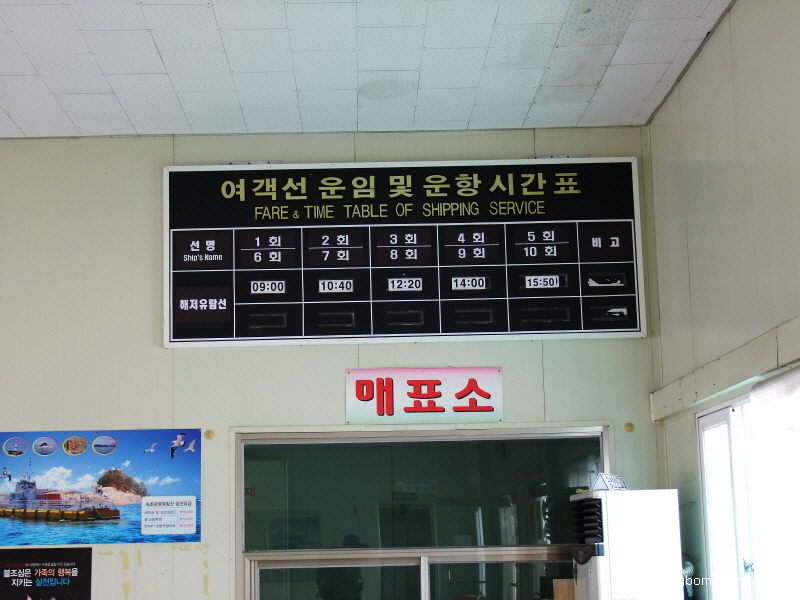 여객선 운임 및 운항 시간표
FARE & TIME TABLE OF SHIPPING SERVICE
선 명 1 회 2 회 3 회 4 회 5 회 비 고
Ship's Name 6 회 7 회 8 회 9 회 10 회
09:00 10:40 12:20 14:00 15:50
해저유람선
매표소
불조심은 가족의 행복을
지키는 실천입니다